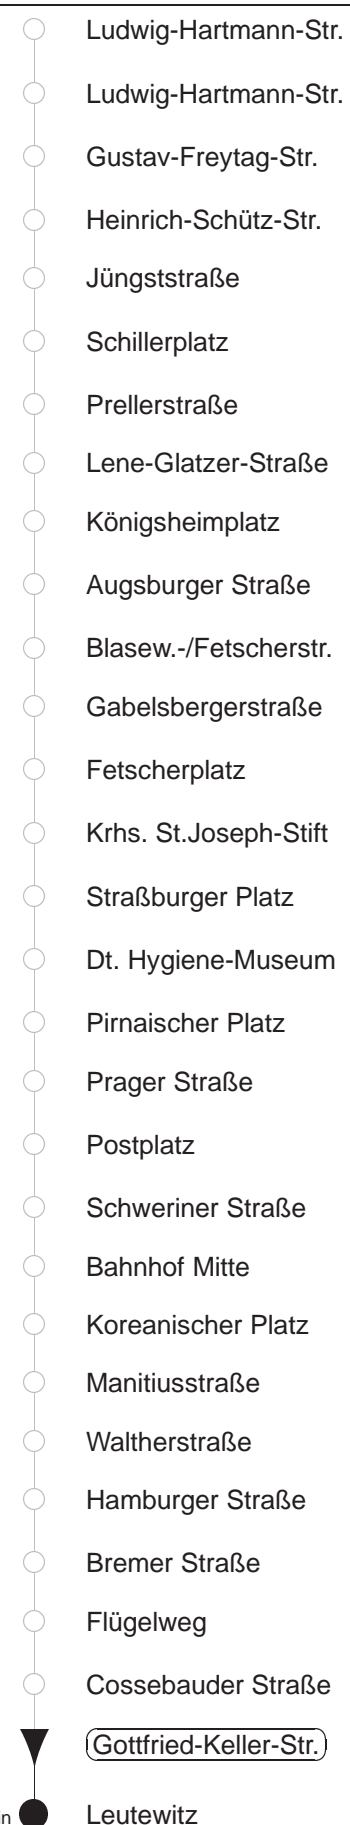 Ludwig-Hartmann-Str.
Ludwig-Hartmann-Str.
Gustav-Freytag-Str.
Heinrich-Schütz-Str.
Jüngststraße
Schillerplatz
Prellerstraße
Lene-Glatzer-Straße
Königsheimplatz
Augsburger Straße
Blasew.-/Fetscherstr.
Gabelsbergerstraße
Fetscherplatz
Krhs. St.Joseph-Stift
Straßburger Platz
Dt. Hygiene-Museum
Pirnaischer Platz
Prager Straße
Postplatz
Schweriner Straße
Bahnhof Mitte
Koreanischer Platz
Manitiusstraße
Waltherstraße
Hamburger Straße
Bremer Straße
Flügelweg
Cossebauder Straße
Gottfried-Keller-Str.
Leutewitz